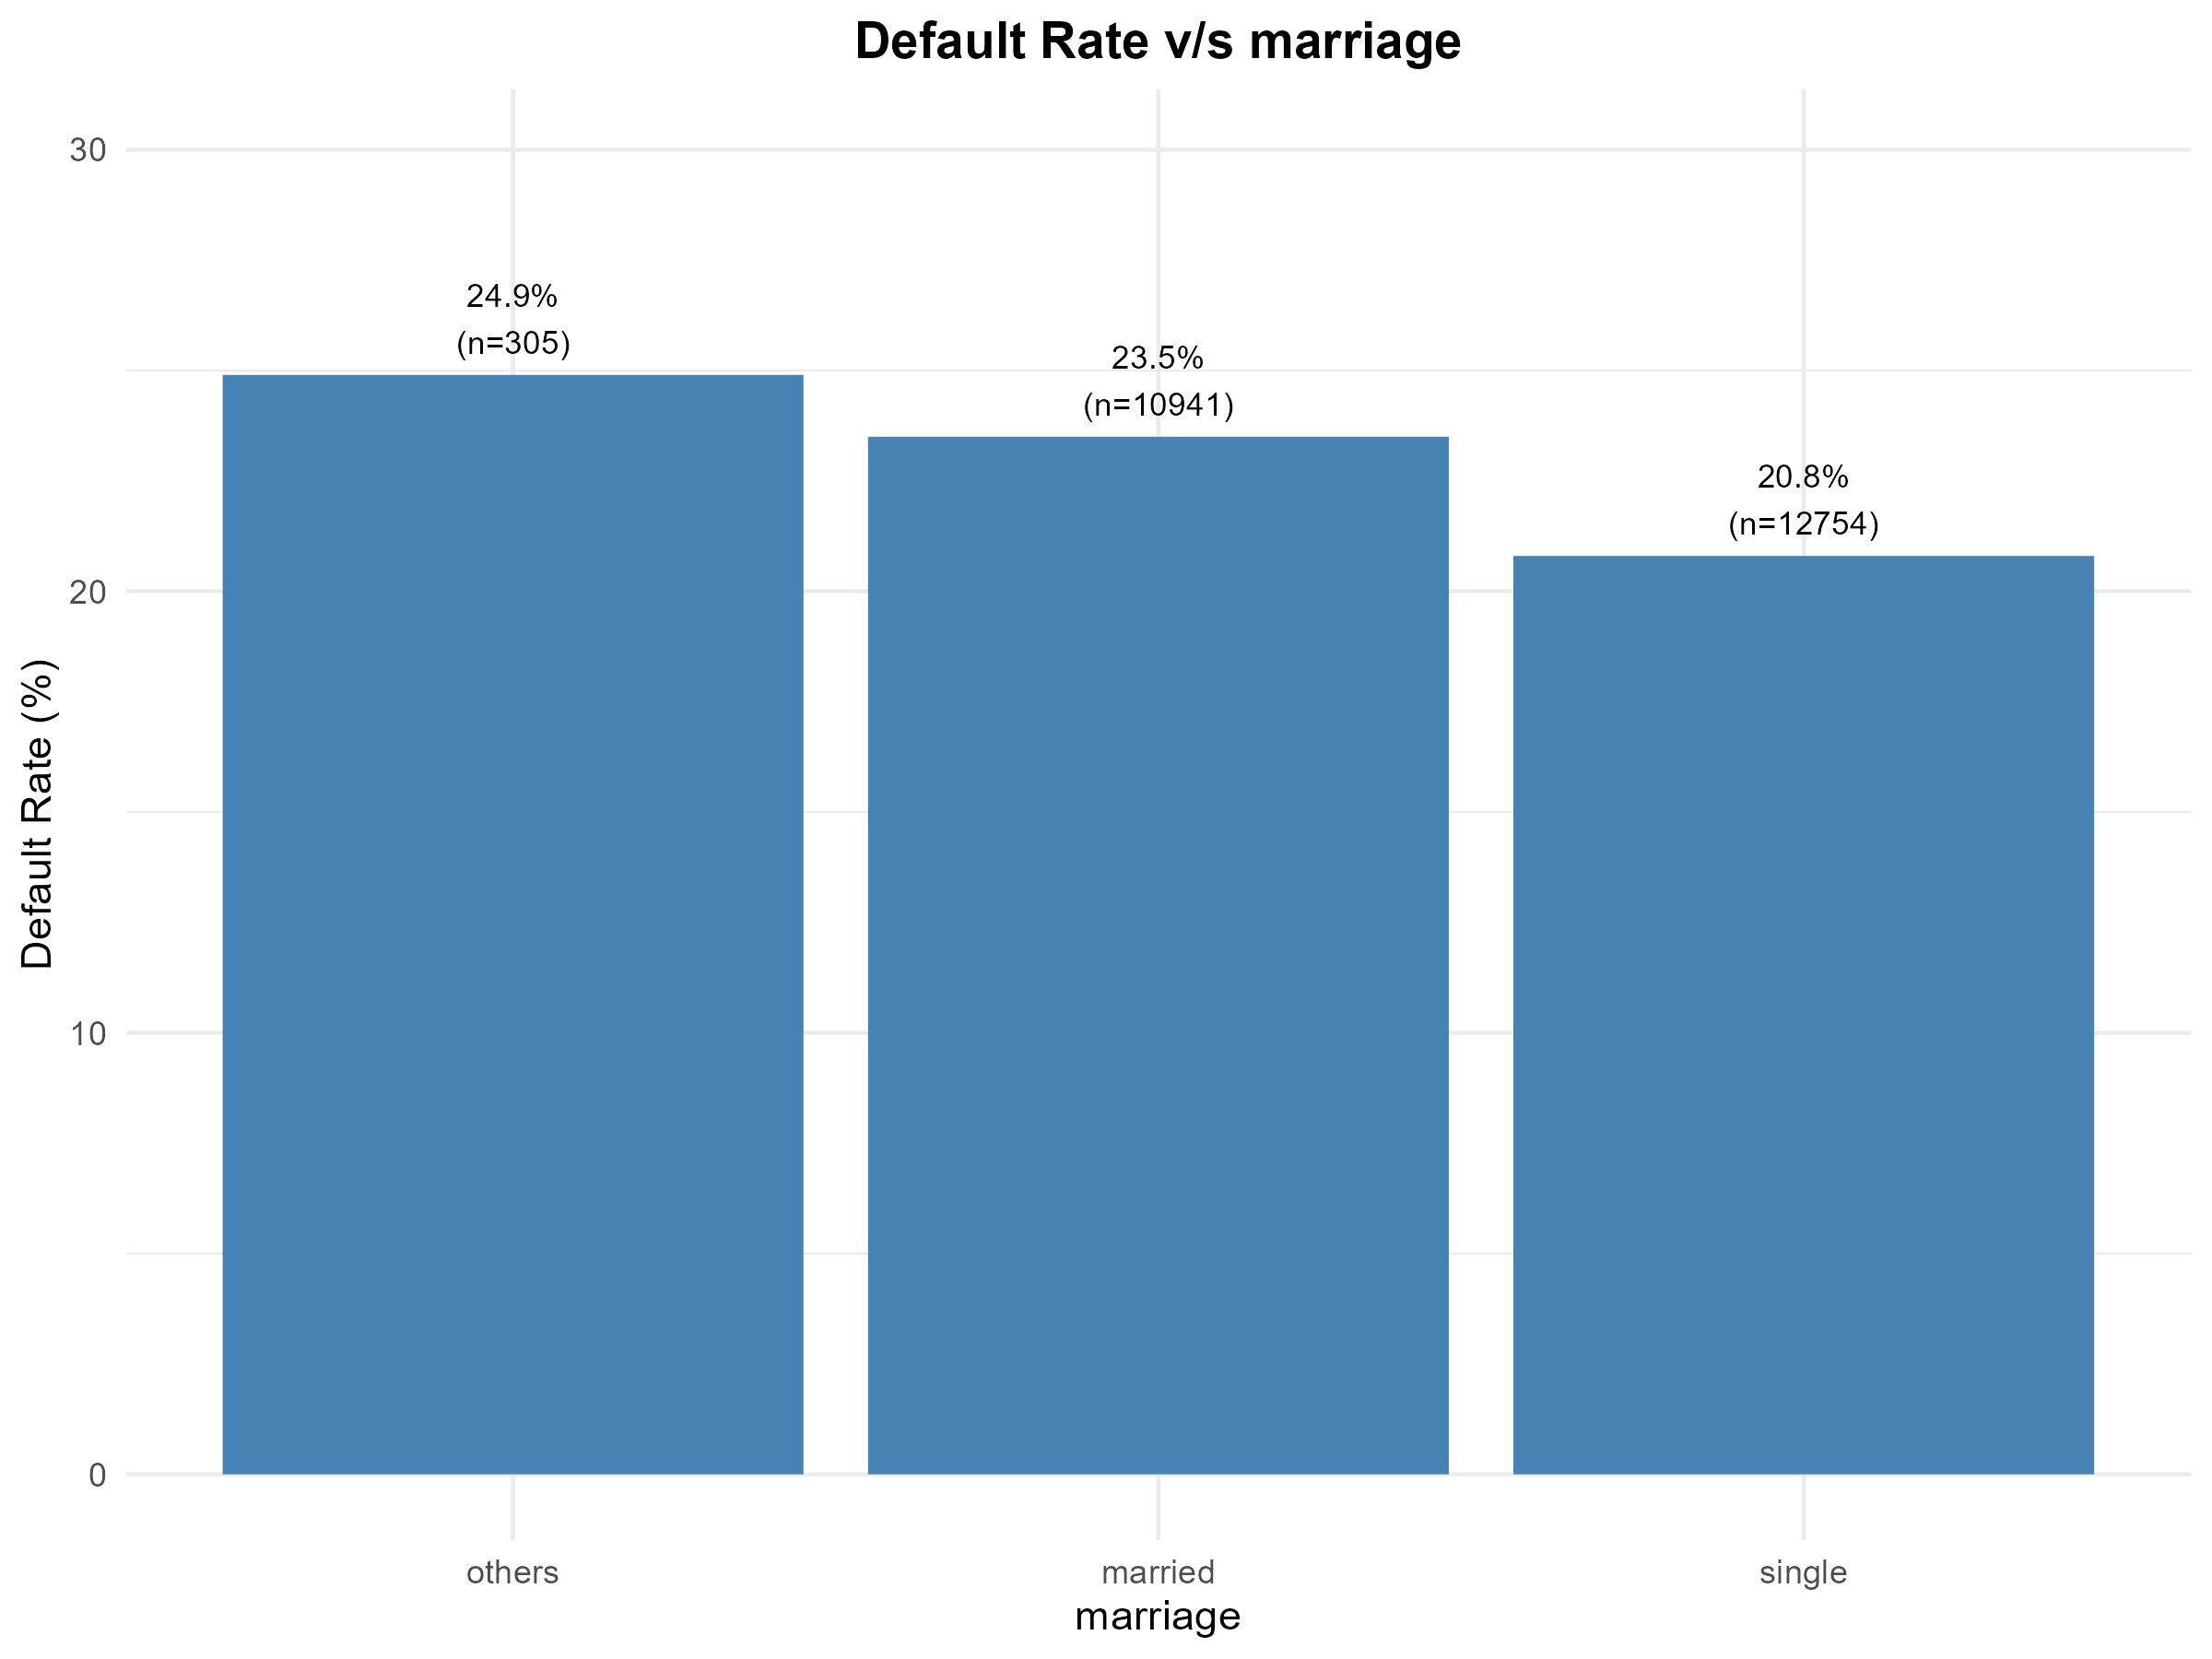 Default Rate v/s marriage
30
20
10
0
Default Rate (%)
24.9%
(n=305)
23.5%
(n=10941)
20.8%
(n=12754)
others
married
single
marriage